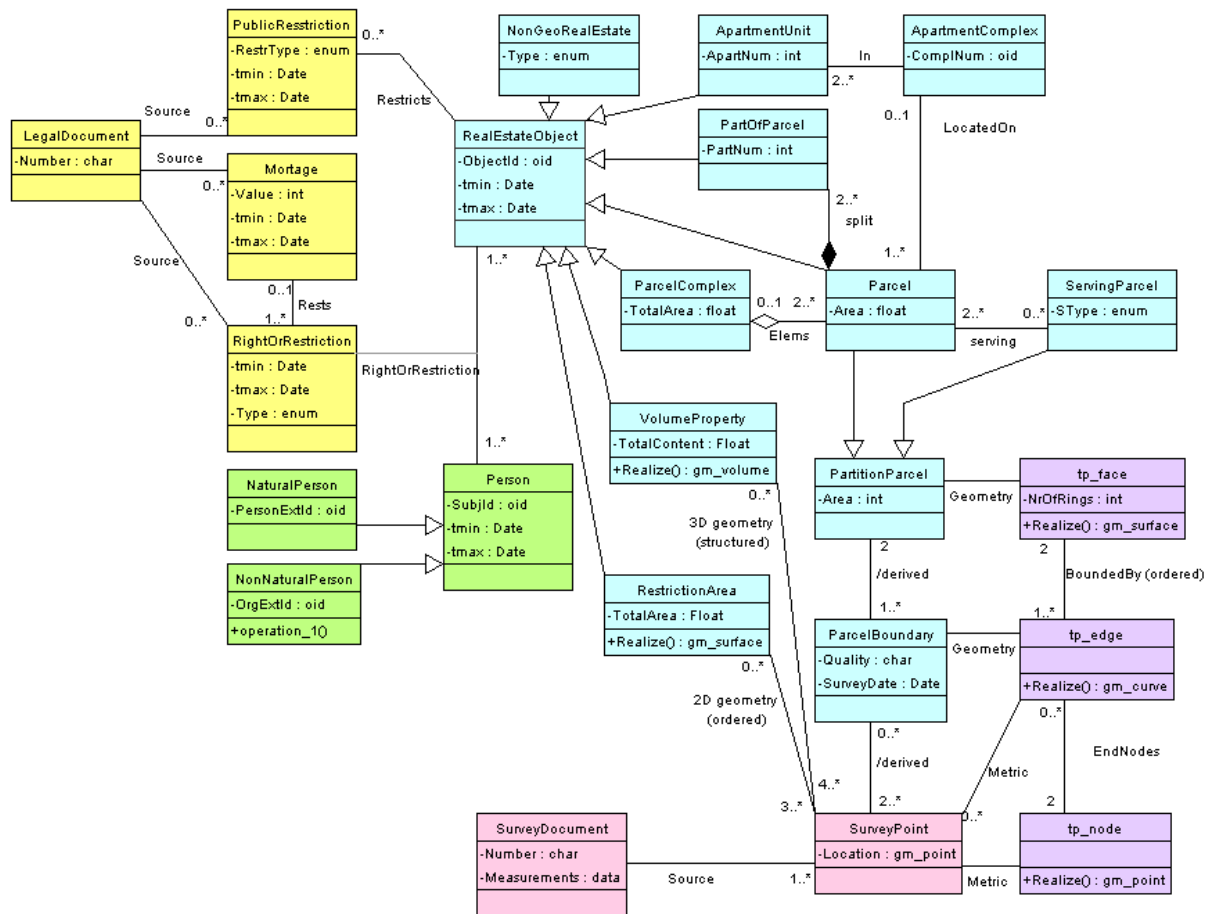 PublicResstriction
-RestrType : enum
-tmin : Date
-tmax : Date
0..*
Restricts
NonGeoRealEstate
-Type : enum
ApartmentUnit
-ApartNum : int
In
2..*
ApartmentComplex
-ComplNum : oid
0..1
LocatedOn
1..*
LegalDocument
-Number : char
Source
0..*
Source
0..*
Source
0..*
Mortage
-Value : int
-tmin : Date
-tmax : Date
0..1
Rests
1..*
RealEstateObject
-ObjectId : oid
-tmin : Date
-tmax : Date
1..*
PartOfParcel
-PartNum : int
2..*
split
ParcelComplex
-TotalArea : float
0..1
2..*
Elems
Parcel
-Area : float
2..*
0..*
serving
ServingParcel
-SType : enum
RightOrRestriction
-tmin : Date
-tmax : Date
-Type : enum
RightOrRestriction
1..*
VolumeProperty
-TotalContent : Float
+Realize() : gm_volume
0..*
3D geometry
(structured)
PartitionParcel
-Area : int
Geometry
tp_face
-NrOfRings : int
+Realize() : gm_surface
NaturalPerson
-PersonExtId : oid
Person
-SubjId : oid
-tmin : Date
-tmax : Date
NonNaturalPerson
-OrgExtId : oid
+operation_1()
2
/derived
1..*
2
BoundedBy (ordered)
1..*
RestrictionArea
-TotalArea : Float
+Realize() : gm_surface
0..*
2D geometry
(ordered)
ParcelBoundary
-Quality : char
-SurveyDate : Date
Geometry
tp_edge
+Realize() : gm_curve
0..*
/derived
2..*
0..*
EndNodes
2
Metric
0..*
4..*
3..*
SurveyDocument
-Number : char
-Measurements : data
Source
1..*
SurveyPoint
-Location : gm_point
Metric
tp_node
+Realize() : gm_point